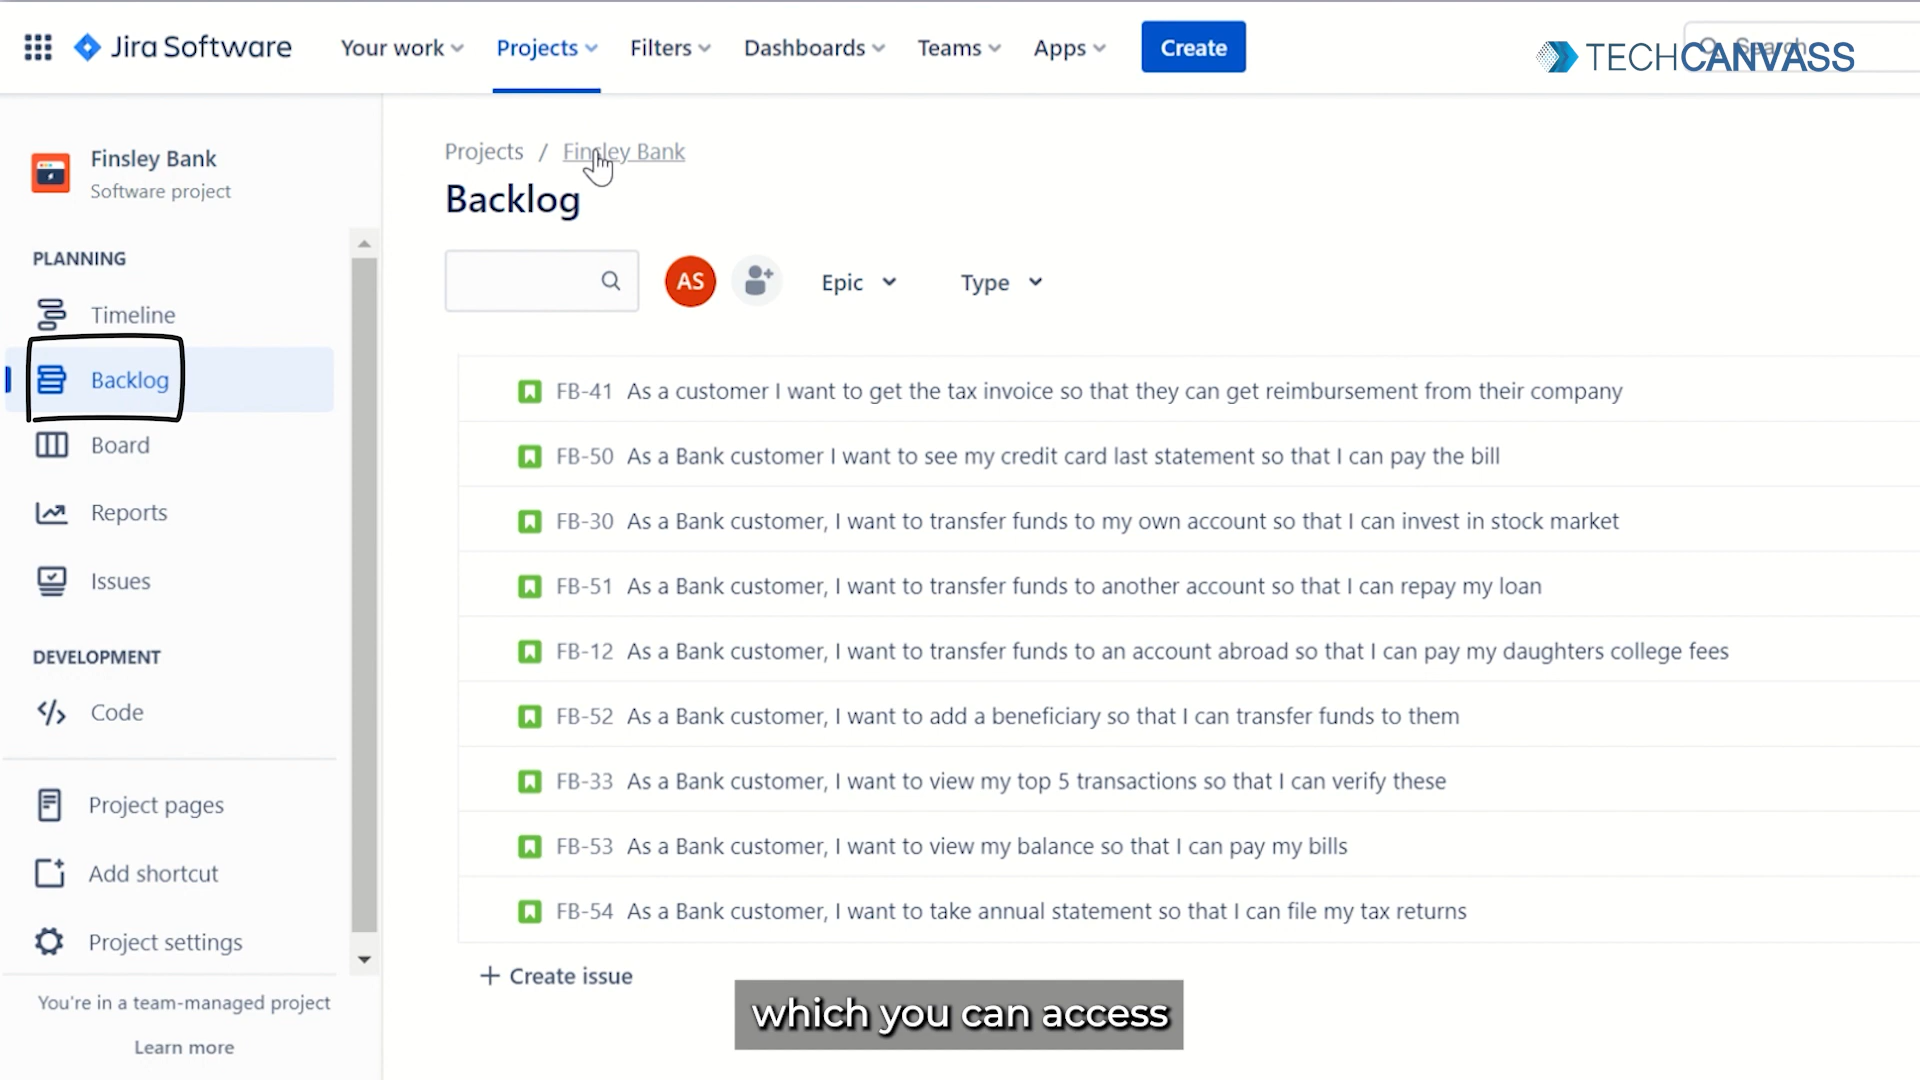 Jira Software
Your work
Projects
Filters
Dashboards
Teams
Apps
Create
Search
TECHCANVASS
Finsley Bank
Software project
PLANNING
Timeline
Backlog
Board
Reports
Issues
DEVELOPMENT
Code
Project pages
Add shortcut
Project settings
You're in a team-managed project
Learn more
Projects / Finsley Bank
Backlog
AS
Epic
Type
FB-41 As a customer I want to get the tax invoice so that they can get reimbursement from their company
FB-50 As a Bank customer I want to see my credit card last statement so that I can pay the bill
FB-30 As a Bank customer, I want to transfer funds to my own account so that I can invest in stock market
FB-51 As a Bank customer, I want to transfer funds to another account so that I can repay my loan
FB-12 As a Bank customer, I want to transfer funds to an account abroad so that I can pay my daughters college fees
FB-52 As a Bank customer, I want to add a beneficiary so that I can transfer funds to them
FB-33 As a Bank customer, I want to view my top 5 transactions so that I can verify these
FB-53 As a Bank customer, I want to view my balance so that I can pay my bills
FB-54 As a Bank customer, I want to take annual statement so that I can file my tax returns
+ Create issue
which you can access